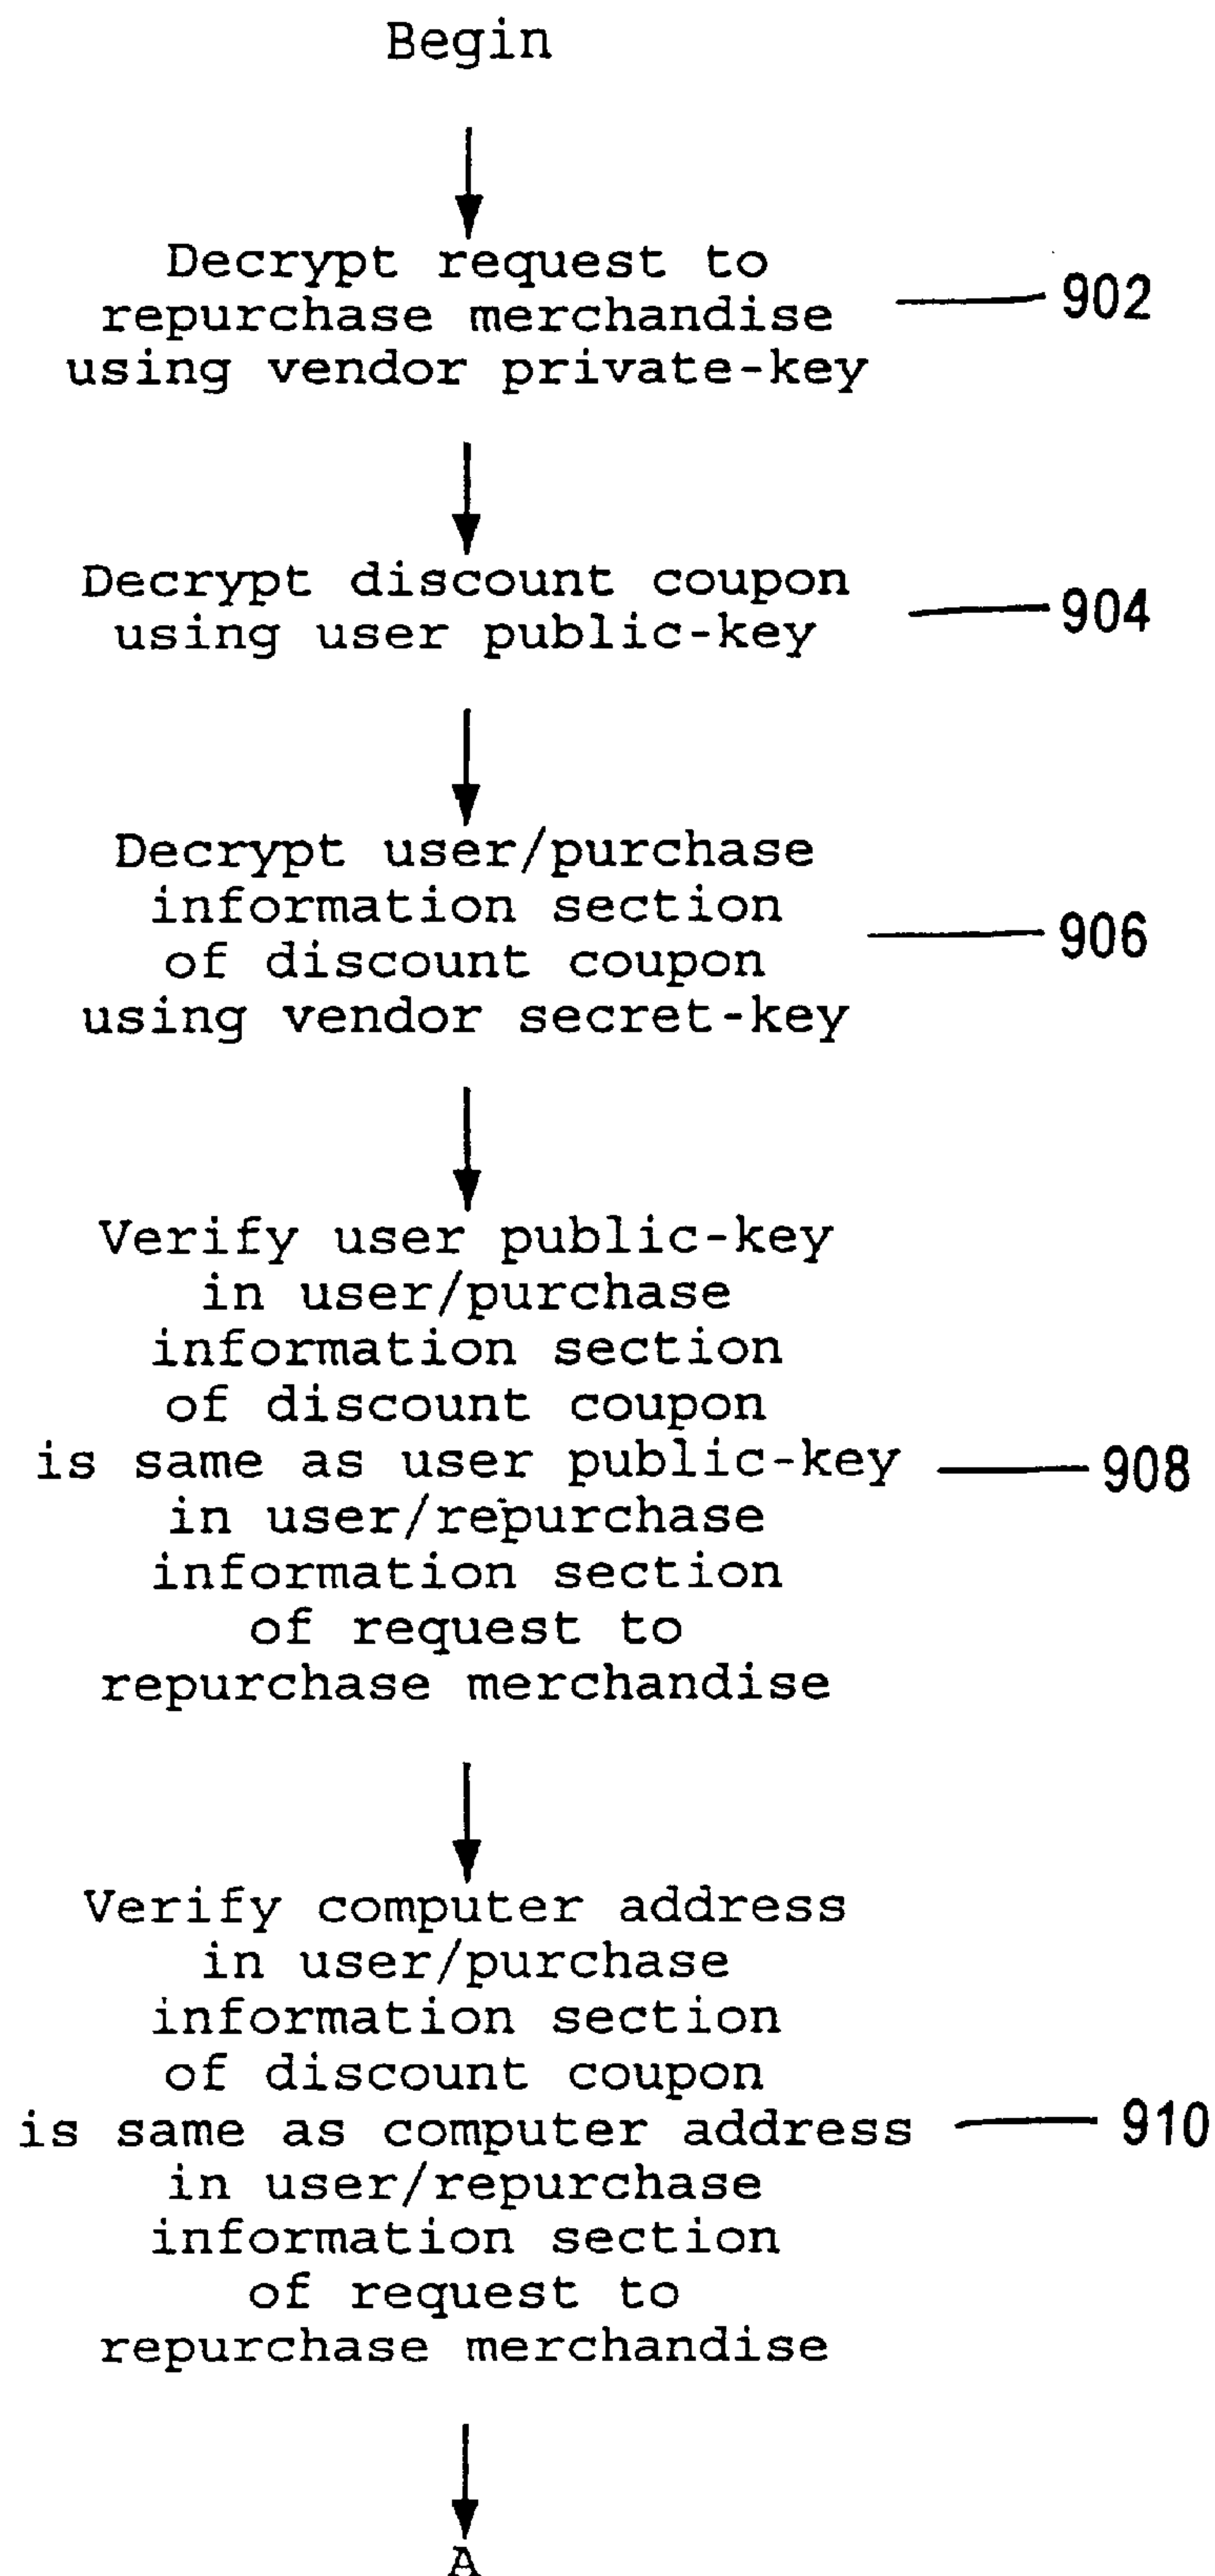 Begin
Decrypt request to
repurchase merchandise
using vendor private-key
902
Decrypt discount coupon
using user public-key
904
Decrypt user/purchase
information section
of discount coupon
using vendor secret-key
906
Verify user public-key
in user/purchase
information section
of discount coupon
is same as user public-key
in user/repurchase
information section
of request to
repurchase merchandise
908
Verify computer address
in user/purchase
information section
of discount coupon
is same as computer address
in user/repurchase
information section
of request to
repurchase merchandise
910
A